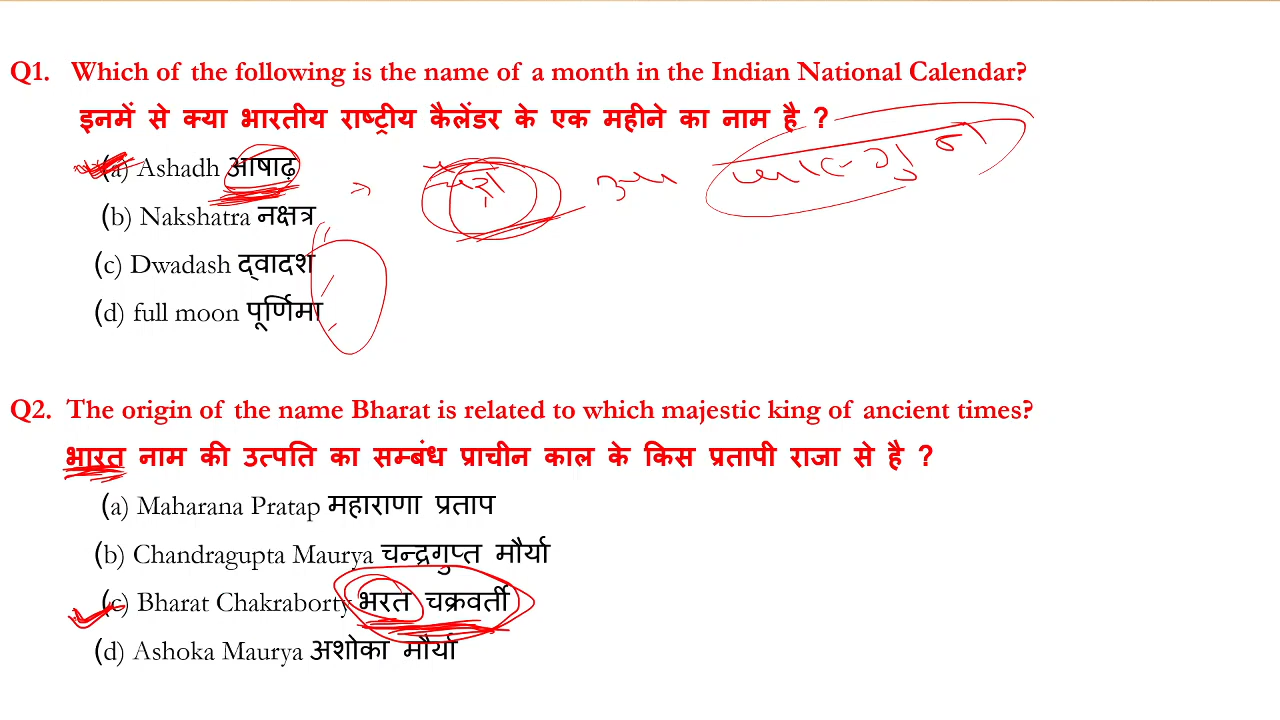 Q1. Which of the following is the name of a month in the Indian National Calendar?
इनमें से क्या भारतीय राष्ट्रीय कैलेंडर के एक महीने का नाम है ?
(a) Ashadh आषाढ़
(b) Nakshatra नक्षत्र
(c) Dwadash द्वादश
(d) full moon पूर्णिमा
Q2. The origin of the name Bharat is related to which majestic king of ancient times?
भारत नाम की उत्पति का सम्बंध प्राचीन काल के किस प्रतापी राजा से है ?
(a) Maharana Pratap महाराणा प्रताप
(b) Chandragupta Maurya चन्द्रगुप्त मौर्या
(c) Bharat Chakraborty भरत चक्रवर्ती
(d) Ashoka Maurya अशोका मौर्या